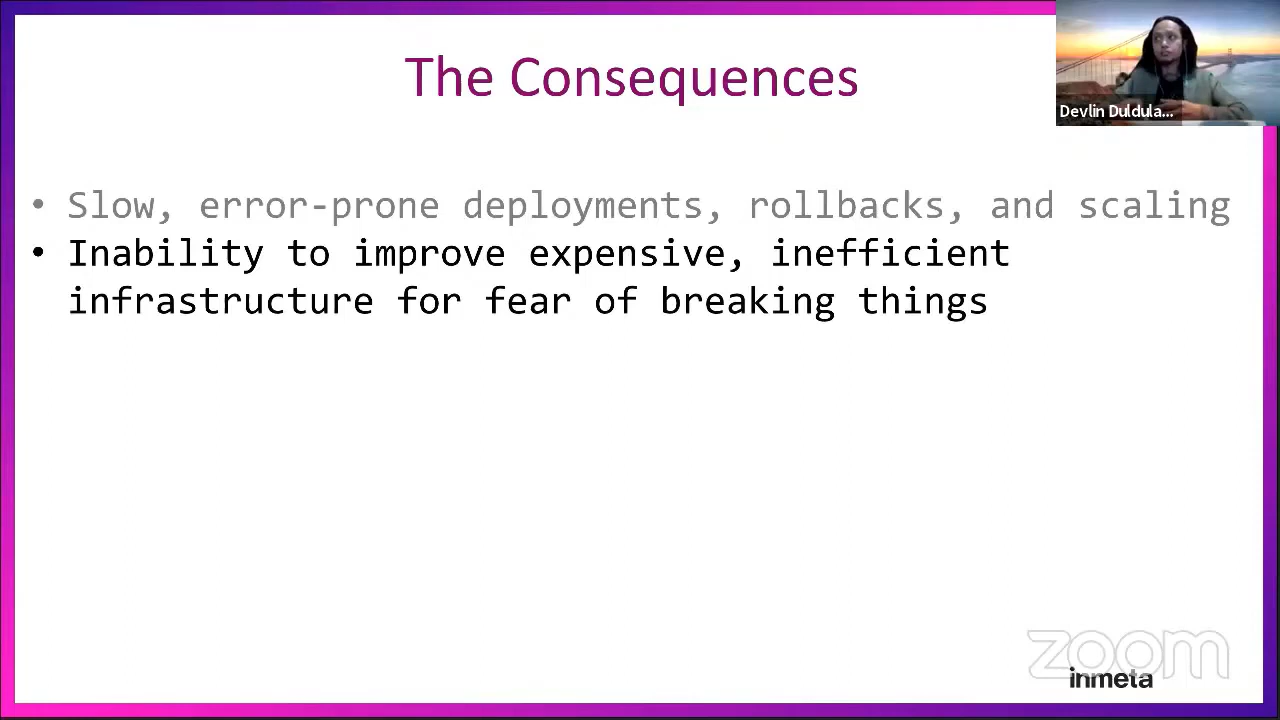 The Consequences
Devlin Duldula...
• Slow, error-prone deployments, rollbacks, and scaling
• Inability to improve expensive, inefficient
infrastructure for fear of breaking things
zoom
inmeta